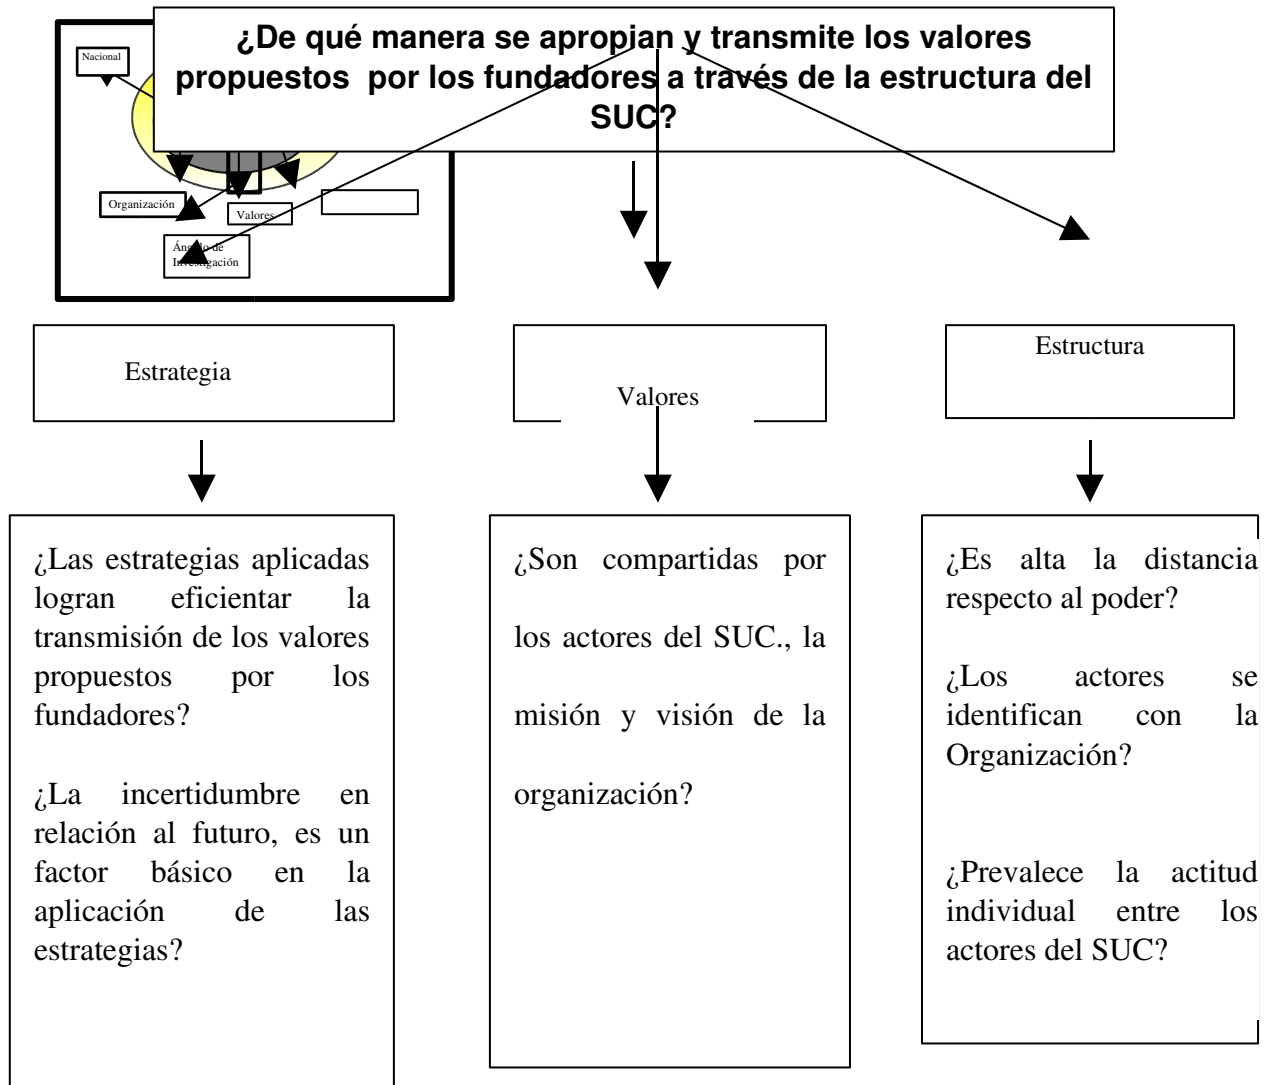 ¿De qué manera se apropian y transmite los valores
propuestos por los fundadores a través de la estructura del
SUC?
Nacional
Organización
Valores
Ángulo de
Investigación
Estrategia
Valores
Estructura
¿Las estrategias aplicadas
logran eficientar la
transmisión de los valores
propuestos por los
fundadores?
¿La incertidumbre en
relación al futuro, es un
factor básico en la
aplicación de las
estrategias?
¿Son compartidas por
los actores del SUC., la
misión y visión de la
organización?
¿Es alta la distancia
respecto al poder?
¿Los actores se
identifican con la
Organización?
¿Prevalece la actitud
individual entre los
actores del SUC?